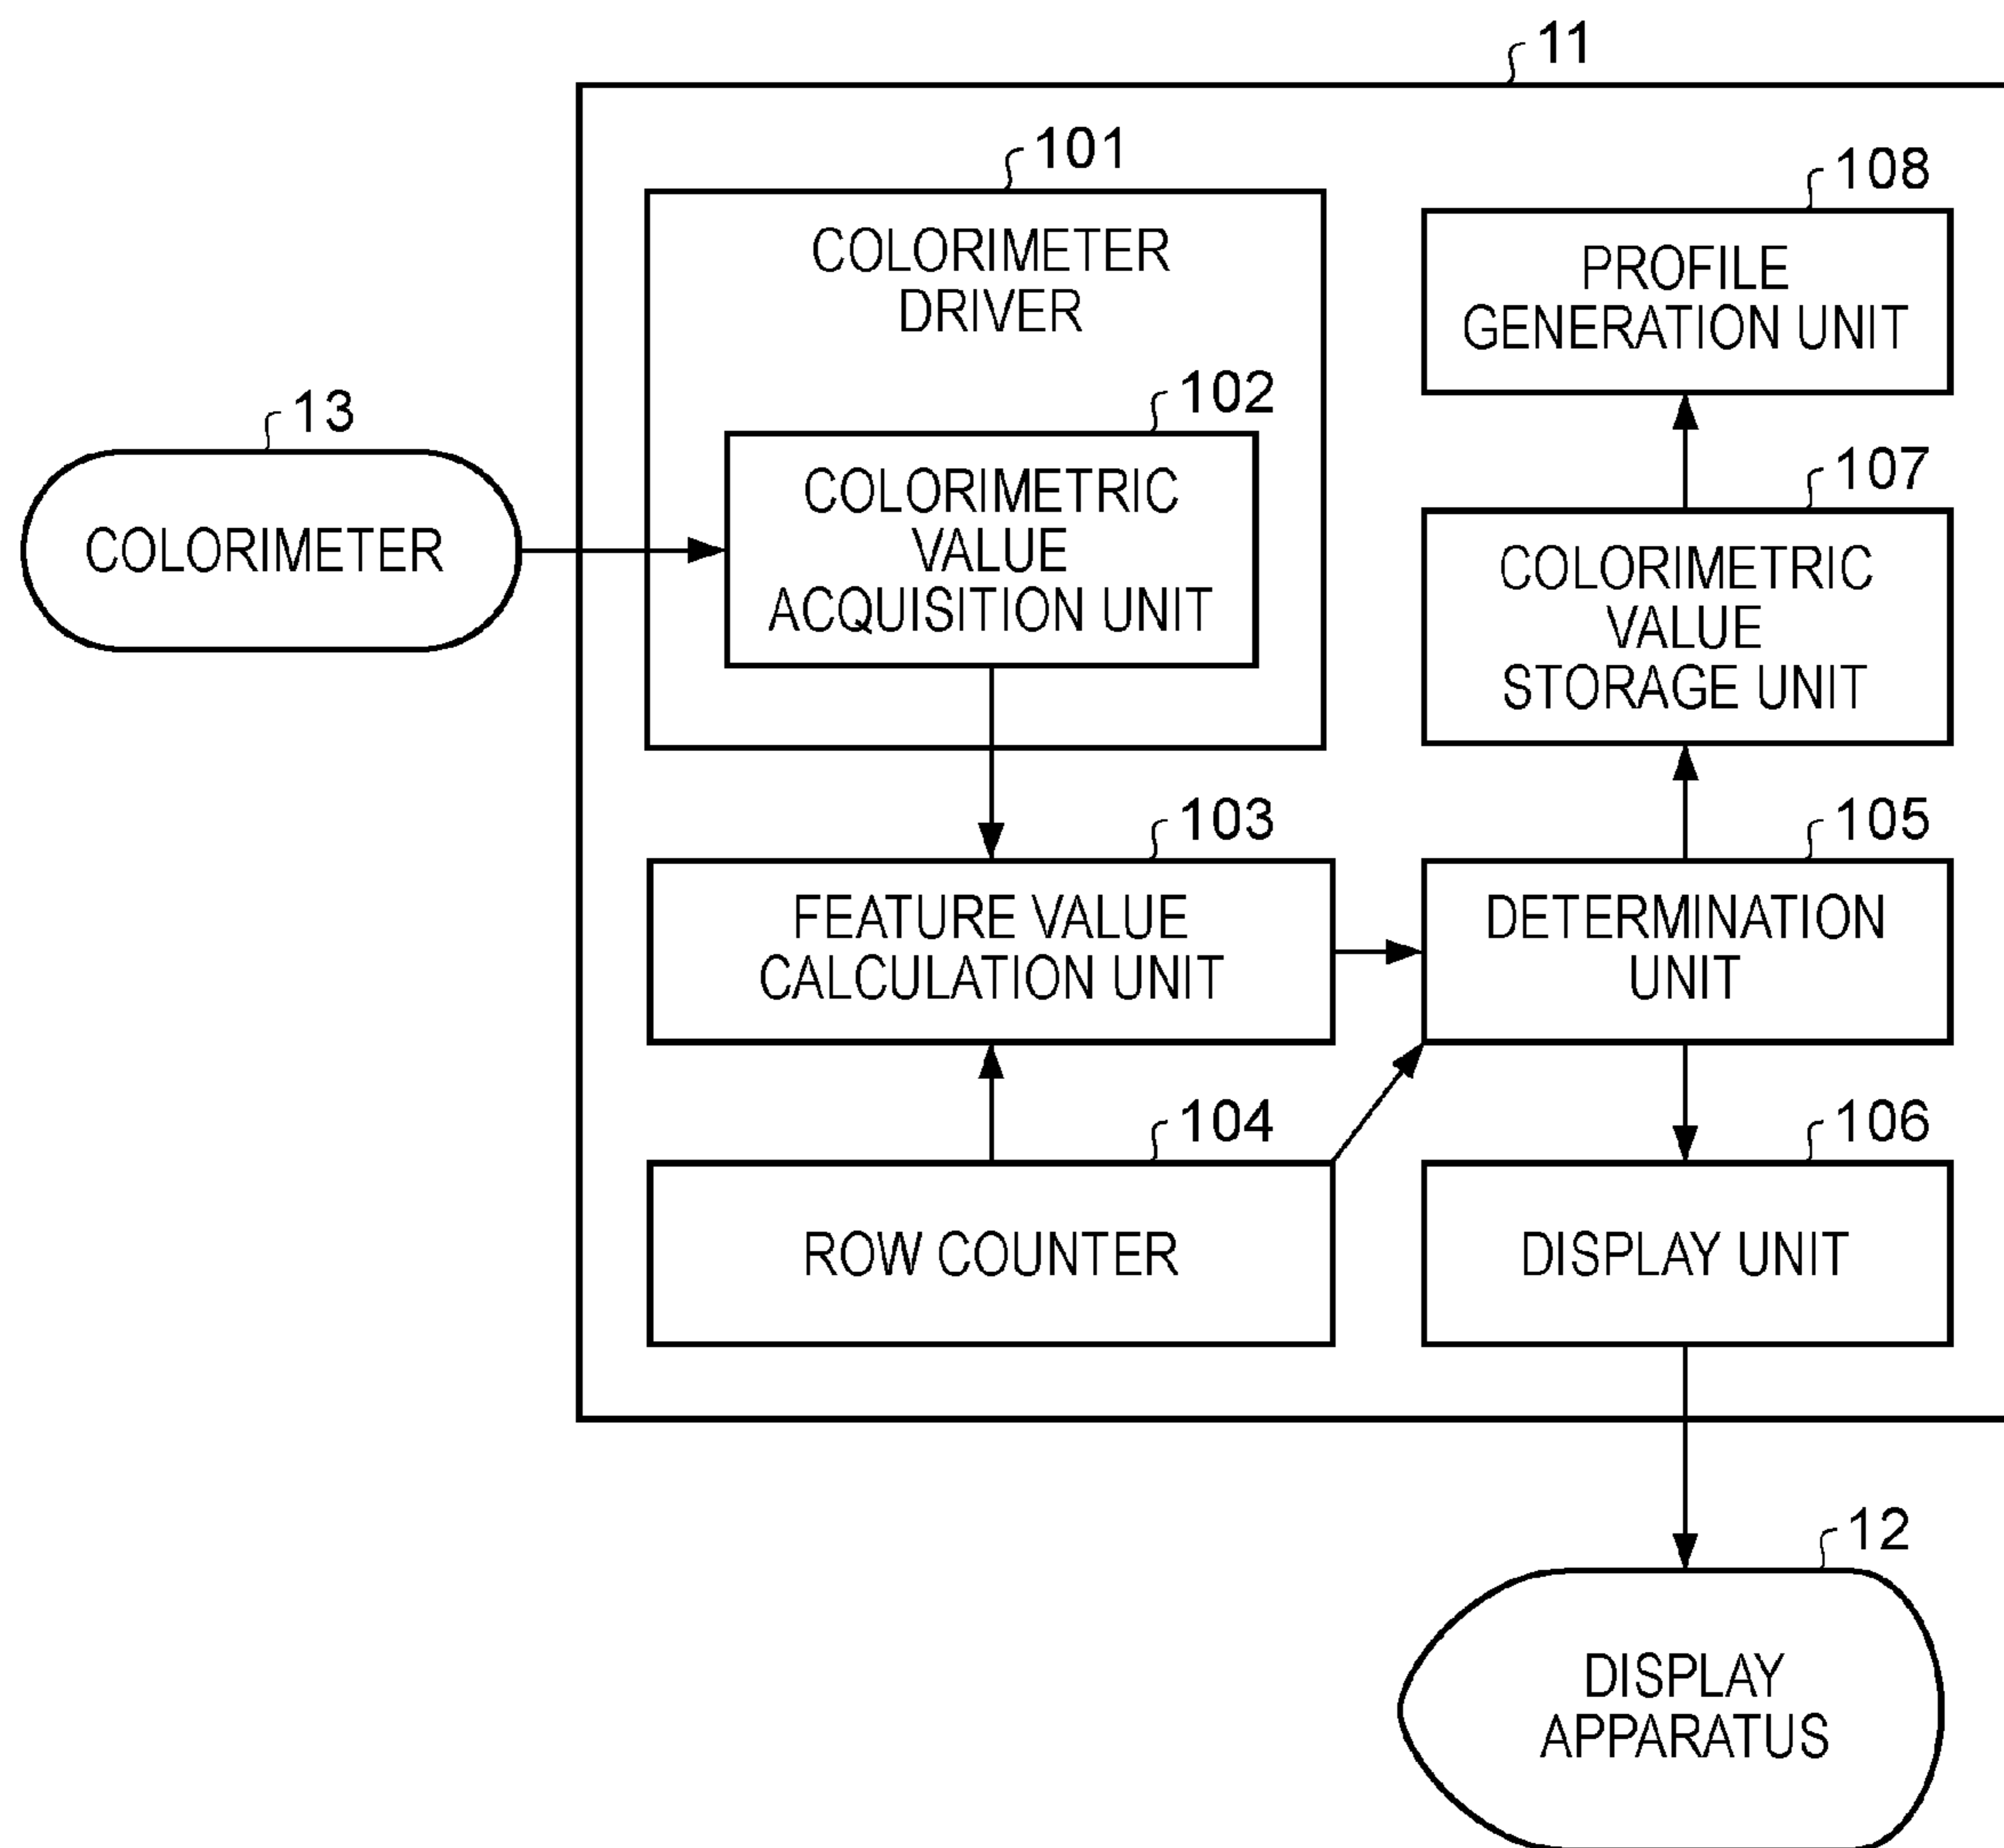 11
101
COLORIMETER
DRIVER
102
COLORIMETRIC
VALUE
ACQUISITION UNIT
13
COLORIMETER
103
FEATURE VALUE
CALCULATION UNIT
104
ROW COUNTER
108
PROFILE
GENERATION UNIT
107
COLORIMETRIC
VALUE
STORAGE UNIT
105
DETERMINATION
UNIT
106
DISPLAY UNIT
12
DISPLAY
APPARATUS